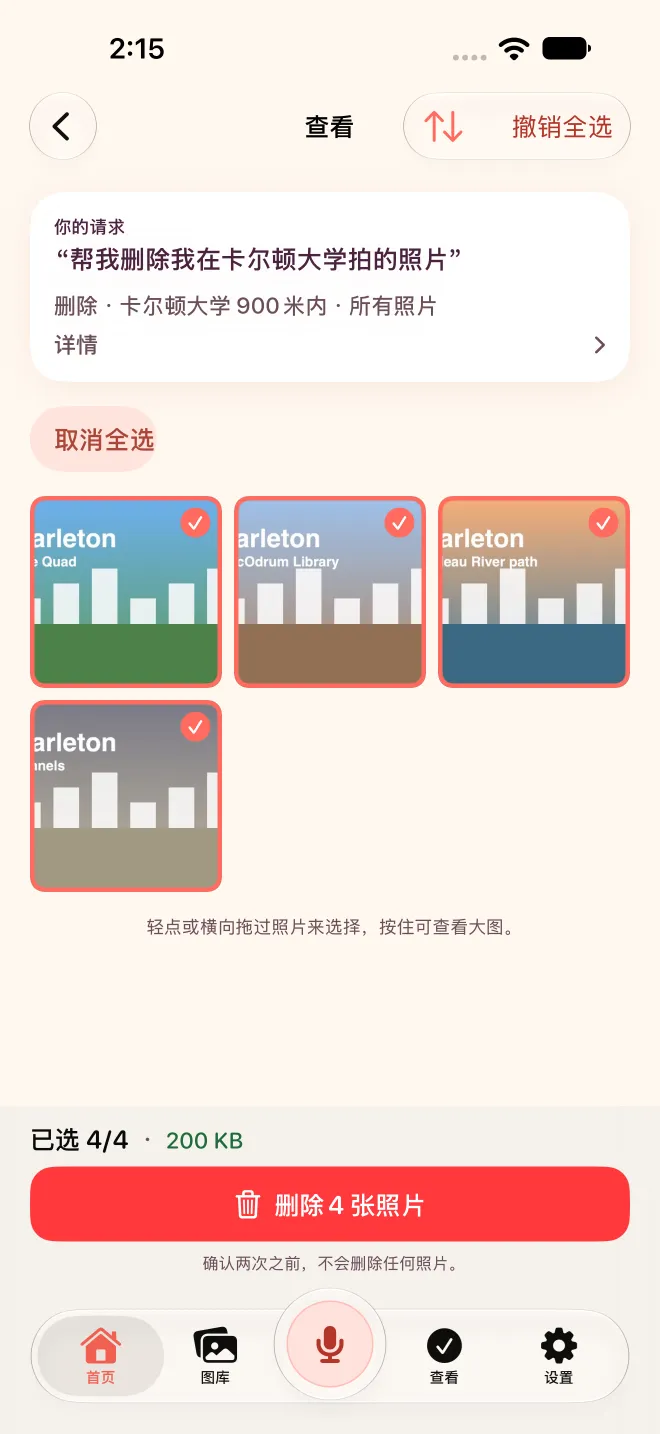 2:15
查看
撤销全选
你的请求
“帮我删除我在卡尔顿大学拍的照片”
删除 · 卡尔顿大学 900 米内 · 所有照片
详情
取消全选
arleton
e Quad
arleton
cOdrum Library
arleton
eau River path
arleton
nnels
轻点或横向拖过照片来选择，按住可查看大图。
已选 4/4 · 200 KB
删除 4 张照片
确认两次之前，不会删除任何照片。
首页
图库
查看
设置